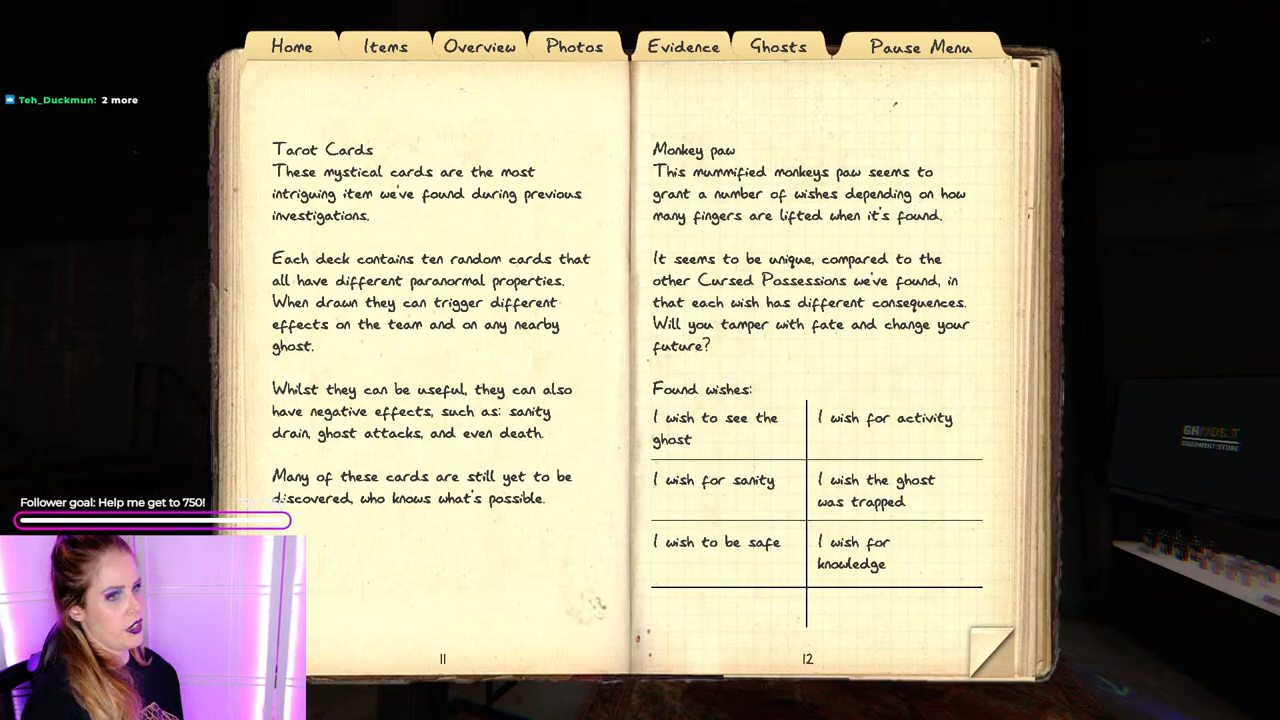 Home
Items
Overview
Photos
Evidence
Ghosts
Pause Menu
Teh_Duckmun: 2 more
Tarot Cards
These mystical cards are the most
intriguing item we've found during previous
investigations.
Each deck contains ten random cards that
all have different paranormal properties.
When drawn they can trigger different
effects on the team and on any nearby
ghost.
Whilst they can be useful, they can also
have negative effects, such as: sanity
drain, ghost attacks, and even death.
Many of these cards are still yet to be
discovered, who knows what's possible.
11
Monkey paw
This mummified monkeys paw seems to
grant a number of wishes depending on how
many fingers are lifted when it's found.
It seems to be unique, compared to the
other Cursed Possessions we've found, in
that each wish has different consequences.
Will you tamper with fate and change your
future?
Found wishes:
I wish to see the
ghost
I wish for activity
I wish for sanity
I wish the ghost
was trapped
I wish to be safe
I wish for
knowledge
12
Follower goal: Help me get to 750!